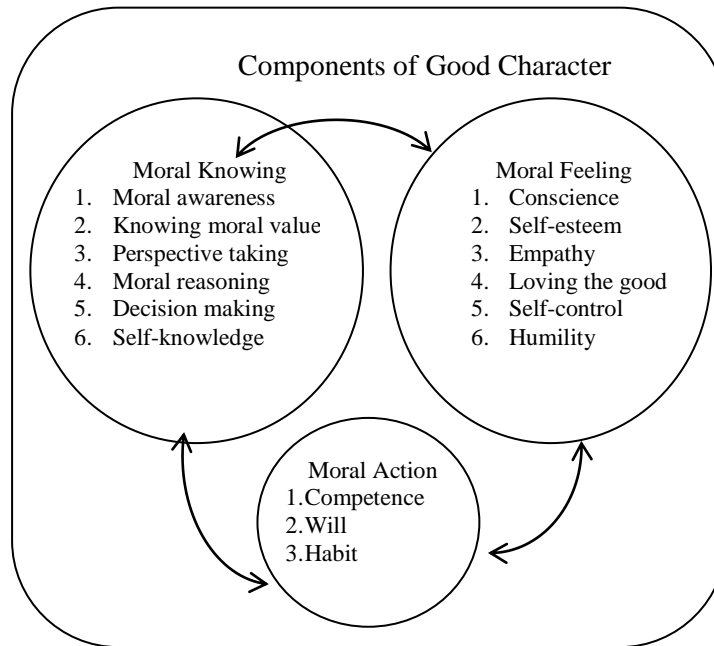 Components of Good Character
Moral Knowing
1. Moral awareness
2. Knowing moral value
3. Perspective taking
4. Moral reasoning
5. Decision making
6. Self-knowledge
Moral Feeling
1. Conscience
2. Self-esteem
3. Empathy
4. Loving the good
5. Self-control
6. Humility
Moral Action
1.Competence
2.Will
3.Habit